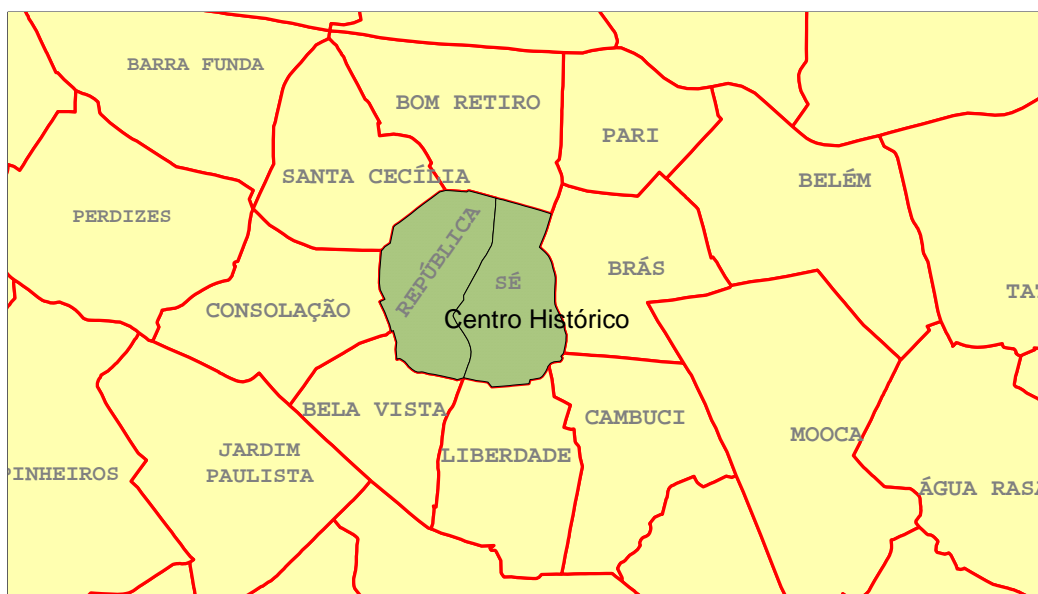 BARRA FUNDA
BOM RETIRO
PARI
SANTA CECÍLIA
BELÉM
PERDIZES
REPÚBLICA
BRÁS
SÉ
TAT
CONSOLAÇÃO
Centro Histórico
BELA VISTA
CAMBUCI
MOOCA
JARDIM
PAULISTA
LIBERDADE
PINHEIROS
ÁGUA RASA